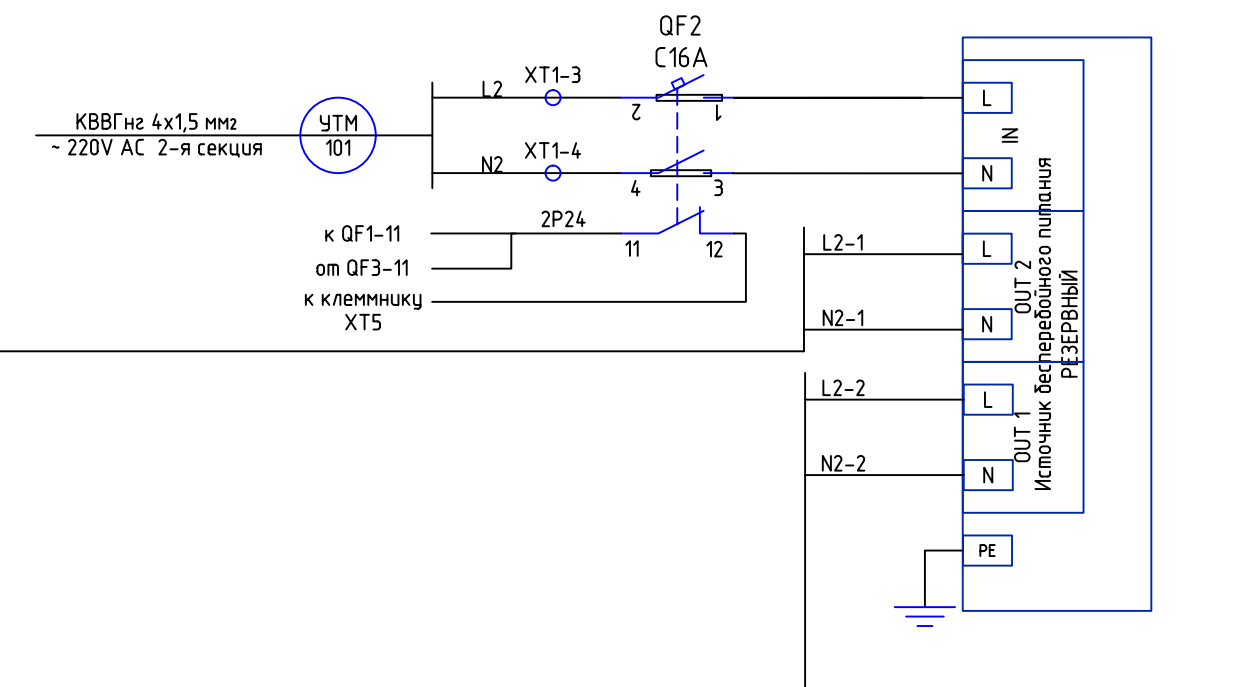 QF2
C16A
КВВГнг 4х1,5 мм2
~ 220V AC 2-я секция
УТМ
101
L2
XT1-3
2
1
N2
XT1-4
4
3
к QF1-11
2P24
11
12
от QF3-11
к клеммнику
XT5
L
IN
N
L2-1
L
OUT 2
N2-1
N
L2-2
L
OUT 1
N2-2
N
PE
Источник бесперебойного питания
РЕЗЕРВНЫЙ